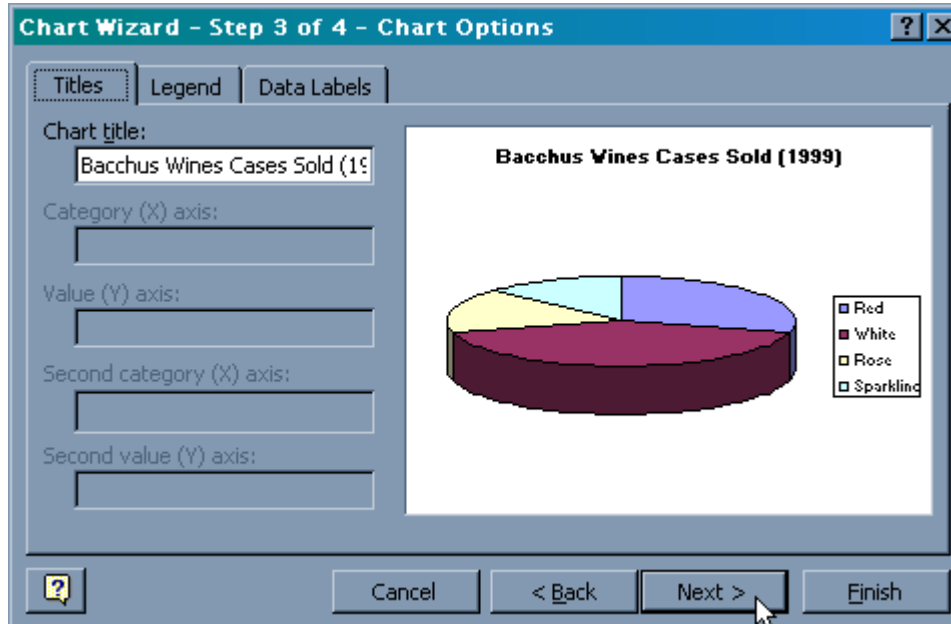 Chart Wizard - Step 3 of 4 - Chart Options
? X
Titles Legend Data Labels
Chart title:
Bacchus Wines Cases Sold (19
Category (X) axis:
Value (Y) axis:
Second category (X) axis:
Second value (Y) axis:
Bacchus Wines Cases Sold (1999)
Red
White
Rose
Sparkling
?
Cancel
< Back
Next >
Finish